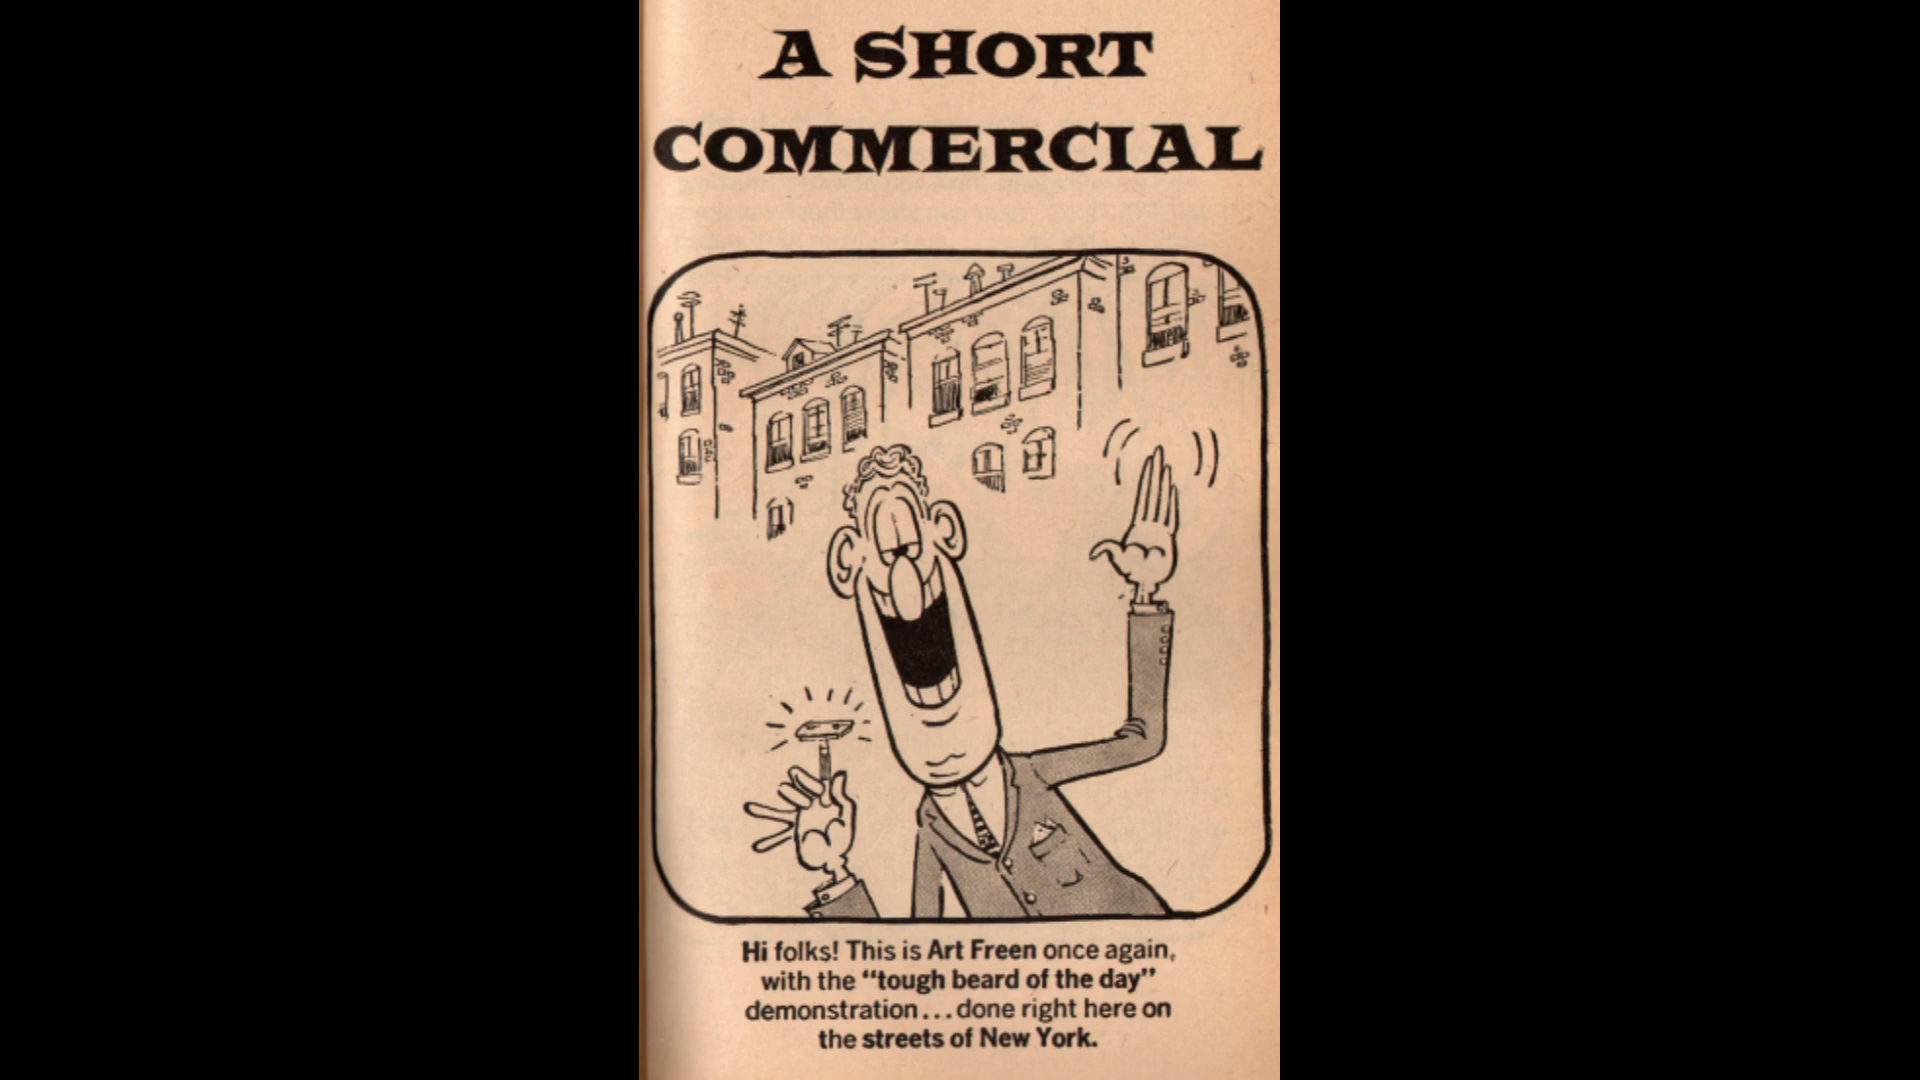 A SHORT
COMMERCIAL
Hi folks! This is Art Freen once again,
with the “tough beard of the day”
demonstration...done right here on
the streets of New York.